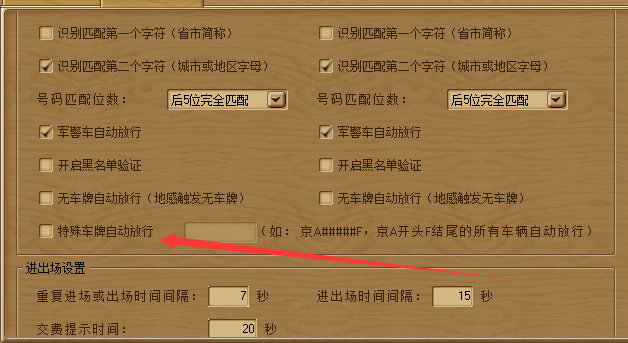 识别匹配第一个字符（省市简称） 识别匹配第一个字符（省市简称）
识别匹配第二个字符（城市或地区字母） 识别匹配第二个字符（城市或地区字母）
号码匹配位数： 后5位完全匹配 号码匹配位数： 后5位完全匹配
军警车自动放行 军警车自动放行
开启黑名单验证 开启黑名单验证
无车牌自动放行（地感触发无车牌） 无车牌自动放行（地感触发无车牌）
特殊车牌自动放行 （如： 京A#####F，京A开头F结尾的所有车辆自动放行）
进出场设置
重复进场或出场时间间隔： 7 秒 进出场时间间隔： 15 秒
交费提示时间： 20 秒